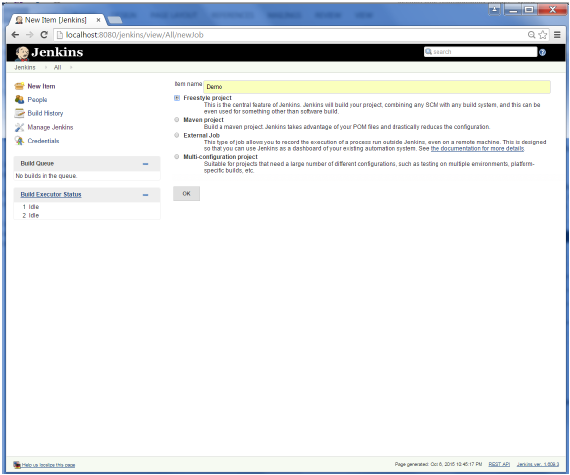 New Item [Jenkins]
localhost:8080/jenkins/view/All/newJob
Jenkins
search
Jenkins All
New Item
People
Build History
Manage Jenkins
Credentials
Build Queue
No builds in the queue.
Build Executor Status
1 Idle
2 Idle
Item name Demo
Freestyle project
This is the central feature of Jenkins. Jenkins will build your project, combining any SCM with any build system, and this can be
even used for something other than software build.
Maven project
Build a maven project. Jenkins takes advantage of your POM files and drastically reduces the configuration.
External Job
This type of job allows you to record the execution of a process run outside Jenkins, even on a remote machine. This is designed
so that you can use Jenkins as a dashboard of your existing automation system. See the documentation for more details
Multi-configuration project
Suitable for projects that need a large number of different configurations, such as testing on multiple environments, platform-
specific builds, etc.
OK
Help us localize this page
Page generated: Oct 6, 2015 10:45:17 PM REST API Jenkins ver. 1.609.3